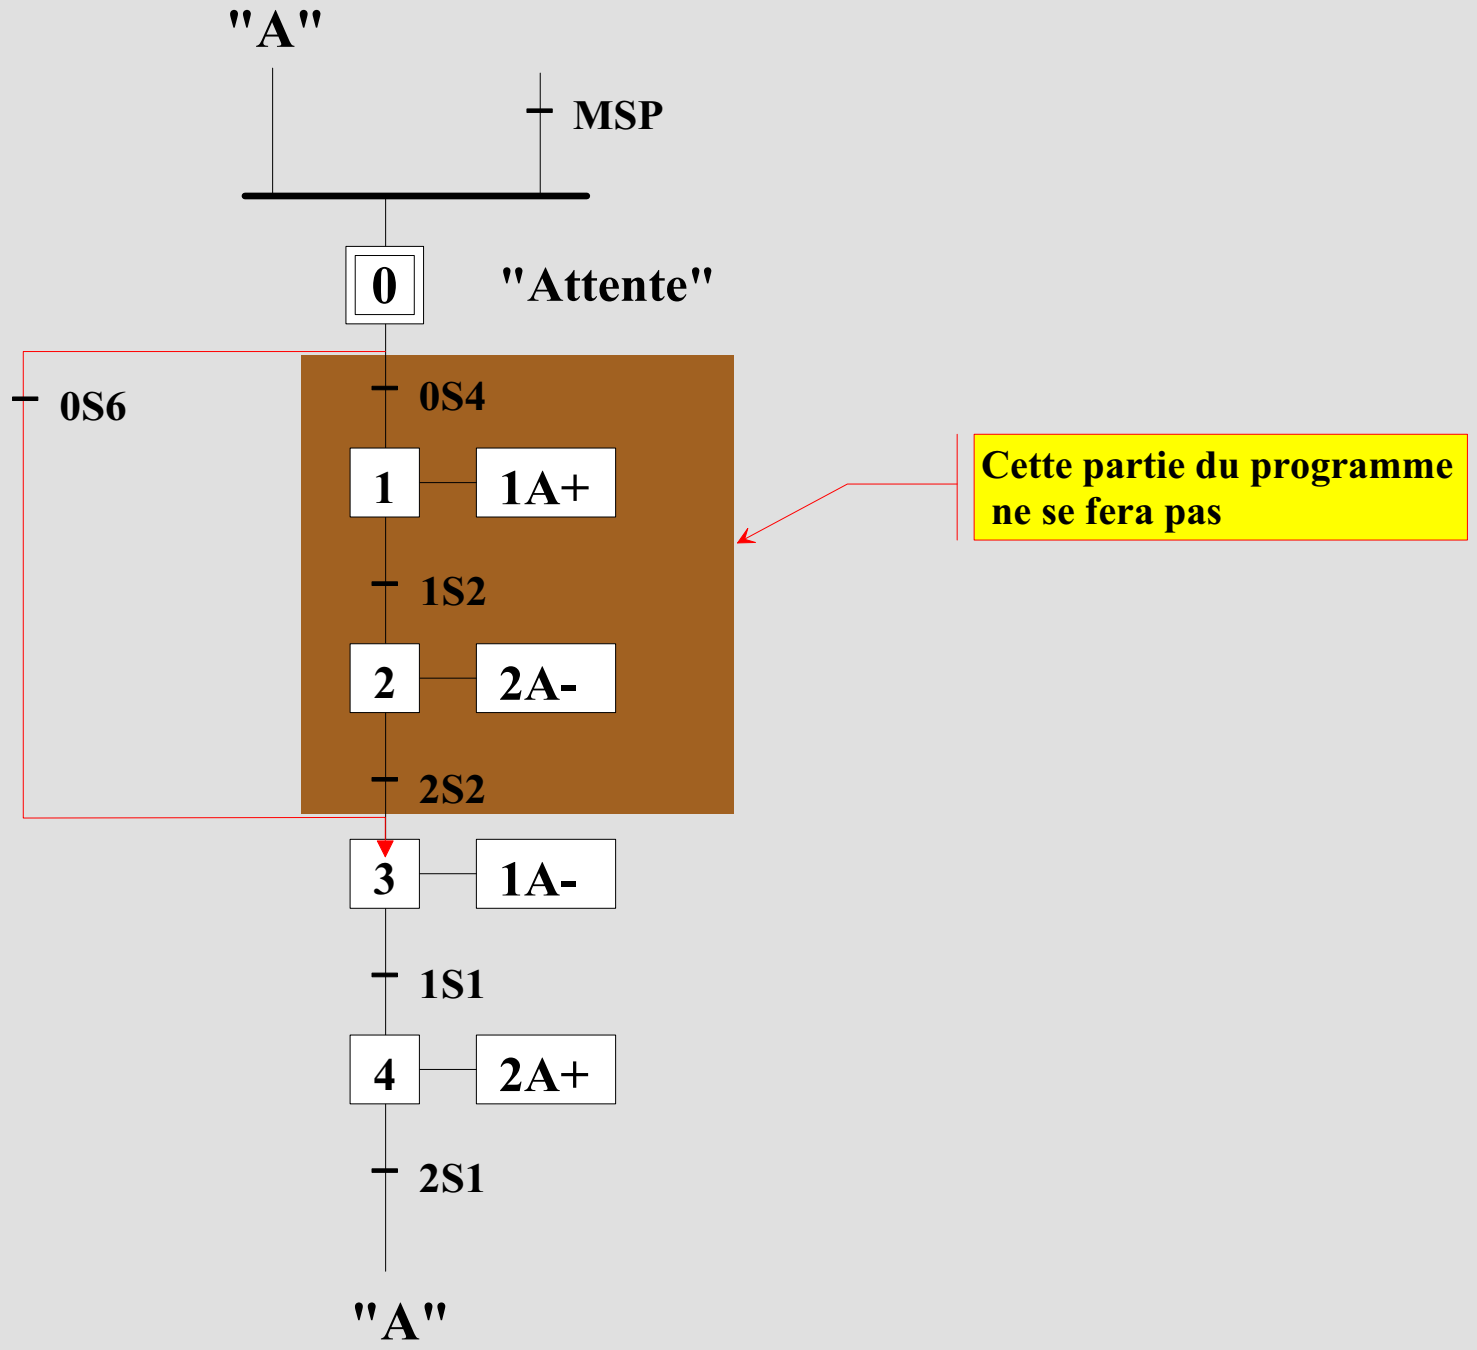 "A"
MSP
0
"Attente"
0S6
0S4
1
1A+
Cette partie du programme
ne se fera pas
1S2
2
2A-
2S2
3
1A-
1S1
4
2A+
2S1
"A"